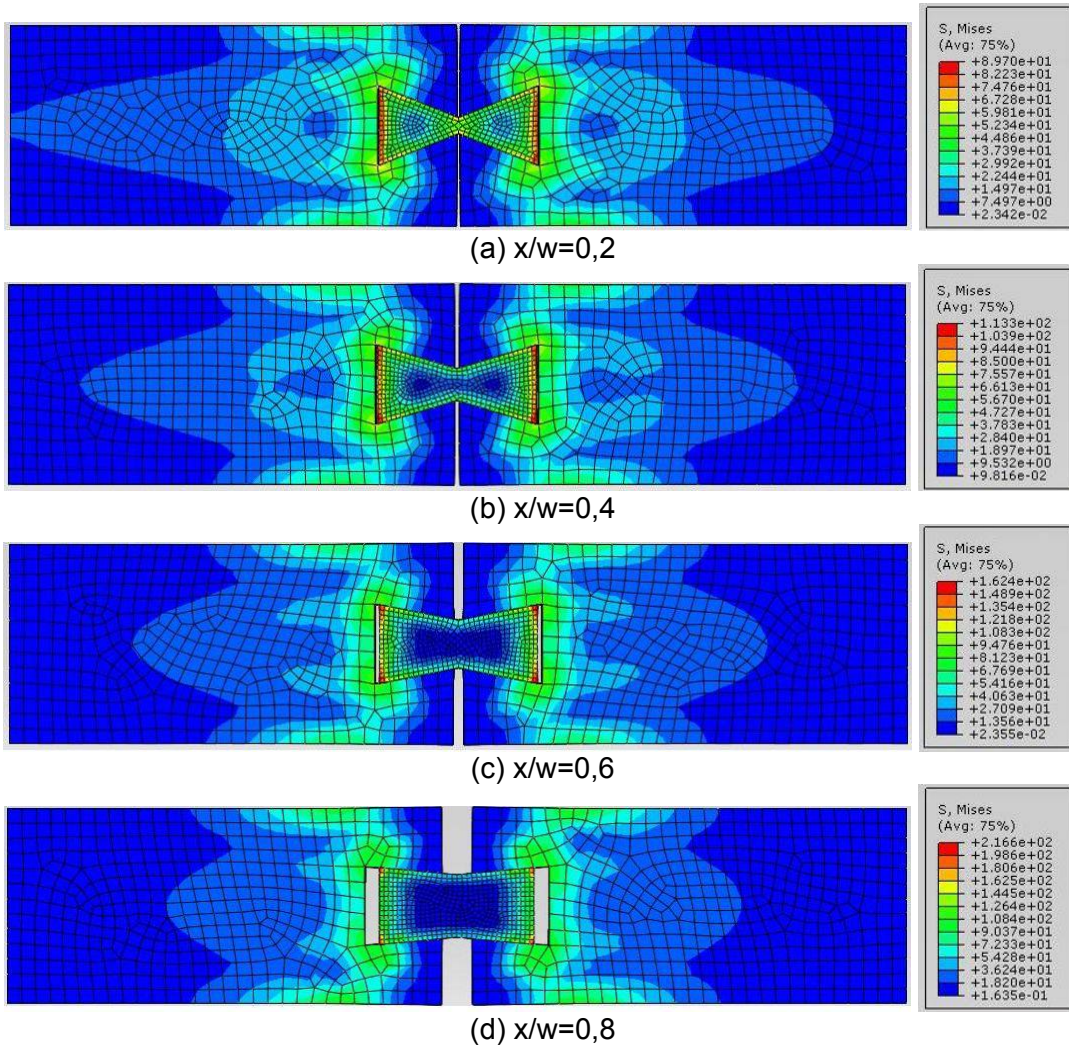 S, Mises
(Avg: 75%)
+8.970e+01
+8.223e+01
+7.476e+01
+6.728e+01
+5.981e+01
+5.234e+01
+4.486e+01
+3.739e+01
+2.992e+01
+2.244e+01
+1.497e+01
+7.497e+00
+2.342e-02
(a) x/w=0,2
S, Mises
(Avg: 75%)
+1.133e+02
+1.039e+02
+9.444e+01
+8.500e+01
+7.557e+01
+6.613e+01
+5.670e+01
+4.727e+01
+3.783e+01
+2.840e+01
+1.897e+01
+9.532e+00
+9.816e-02
(b) x/w=0,4
S, Mises
(Avg: 75%)
+1.624e+02
+1.489e+02
+1.354e+02
+1.218e+02
+1.083e+02
+9.476e+01
+8.123e+01
+6.769e+01
+5.416e+01
+4.063e+01
+2.709e+01
+1.356e+01
+2.355e-02
(c) x/w=0,6
S, Mises
(Avg: 75%)
+2.166e+02
+1.986e+02
+1.806e+02
+1.625e+02
+1.445e+02
+1.264e+02
+1.084e+02
+9.037e+01
+7.233e+01
+5.428e+01
+3.624e+01
+1.820e+01
+1.635e-01
(d) x/w=0,8